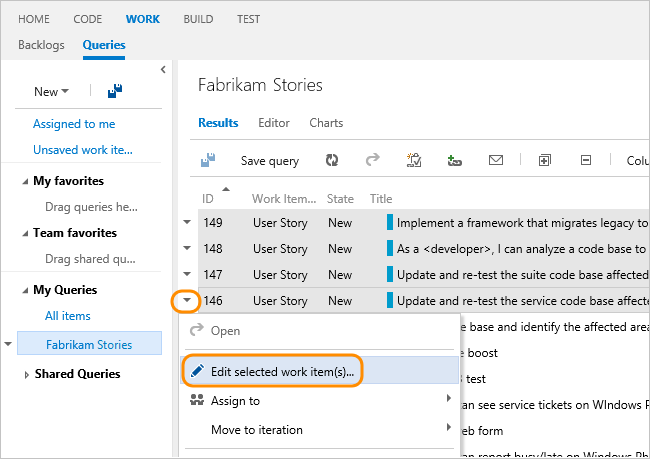 HOME CODE WORK BUILD TEST
Backlogs Queries
New
Assigned to me
Unsaved work ite...
My favorites
Drag queries he...
Team favorites
Drag shared qu...
My Queries
All items
Fabrikam Stories
Shared Queries
Fabrikam Stories
Results Editor Charts
Save query Colu
ID Work Item... State Title
149 User Story New Implement a framework that migrates legacy to
148 User Story New As a <developer>, I can analyze a code base to
147 User Story New Update and re-test the suite code base affected
146 User Story New Update and re-test the service code base affecte
Open
Edit selected work item(s)...
Assign to
Move to iteration
e base and identify the affected area
e boost
test
can see service tickets on WIndows P
eb form
can report busy/late on Windows Ph